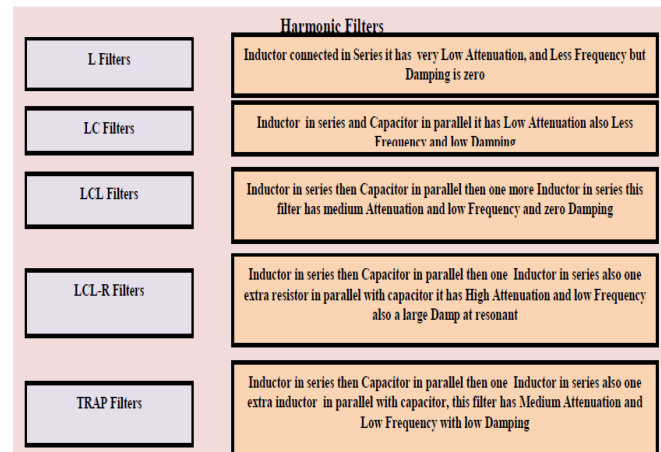 Harmonic Filters
L Filters
Inductor connected in Series it has very Low Attenuation, and Less Frequency but
Damping is zero
LC Filters
Inductor in series and Capacitor in parallel it has Low Attenuation also Less
Frequency and low Damping
LCL Filters
Inductor in series then Capacitor in parallel then one more Inductor in series this
filter has medium Attenuation and low Frequency and zero Damping
LCL-R Filters
Inductor in series then Capacitor in parallel then one Inductor in series also one
extra resistor in parallel with capacitor it has High Attenuation and low Frequency
also a large Damp at resonant
TRAP Filters
Inductor in series then Capacitor in parallel then one Inductor in series also one
extra inductor in parallel with capacitor, this filter has Medium Attenuation and
Low Frequency with low Damping